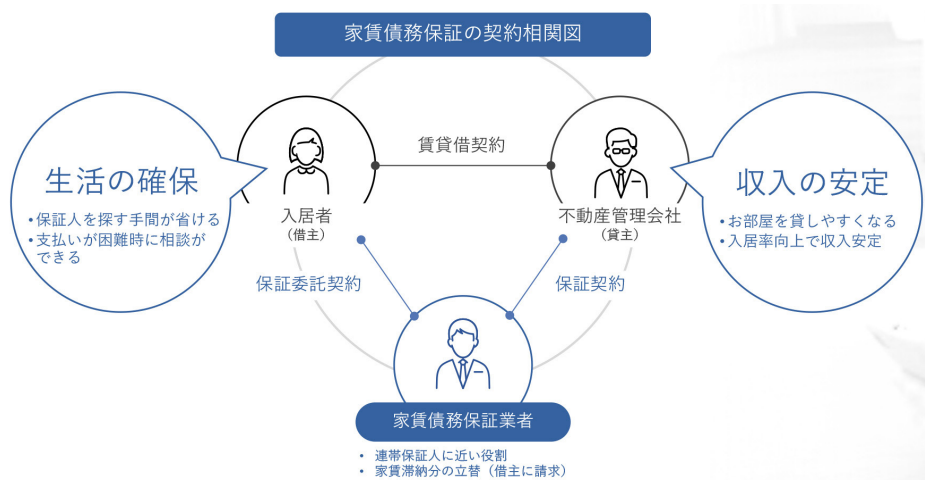 家賃債務保証の契約相関図
賃貸借契約
生活の確保
・保証人を探す手間が省ける
・支払いが困難時に相談が
できる
入居者
（借主）
不動産管理会社
（貸主）
収入の安定
・お部屋を貸しやすくなる
・入居率向上で収入安定
保証委託契約
保証契約
家賃債務保証業者
・ 連帯保証人に近い役割
・ 家賃滞納分の立替（借主に請求）